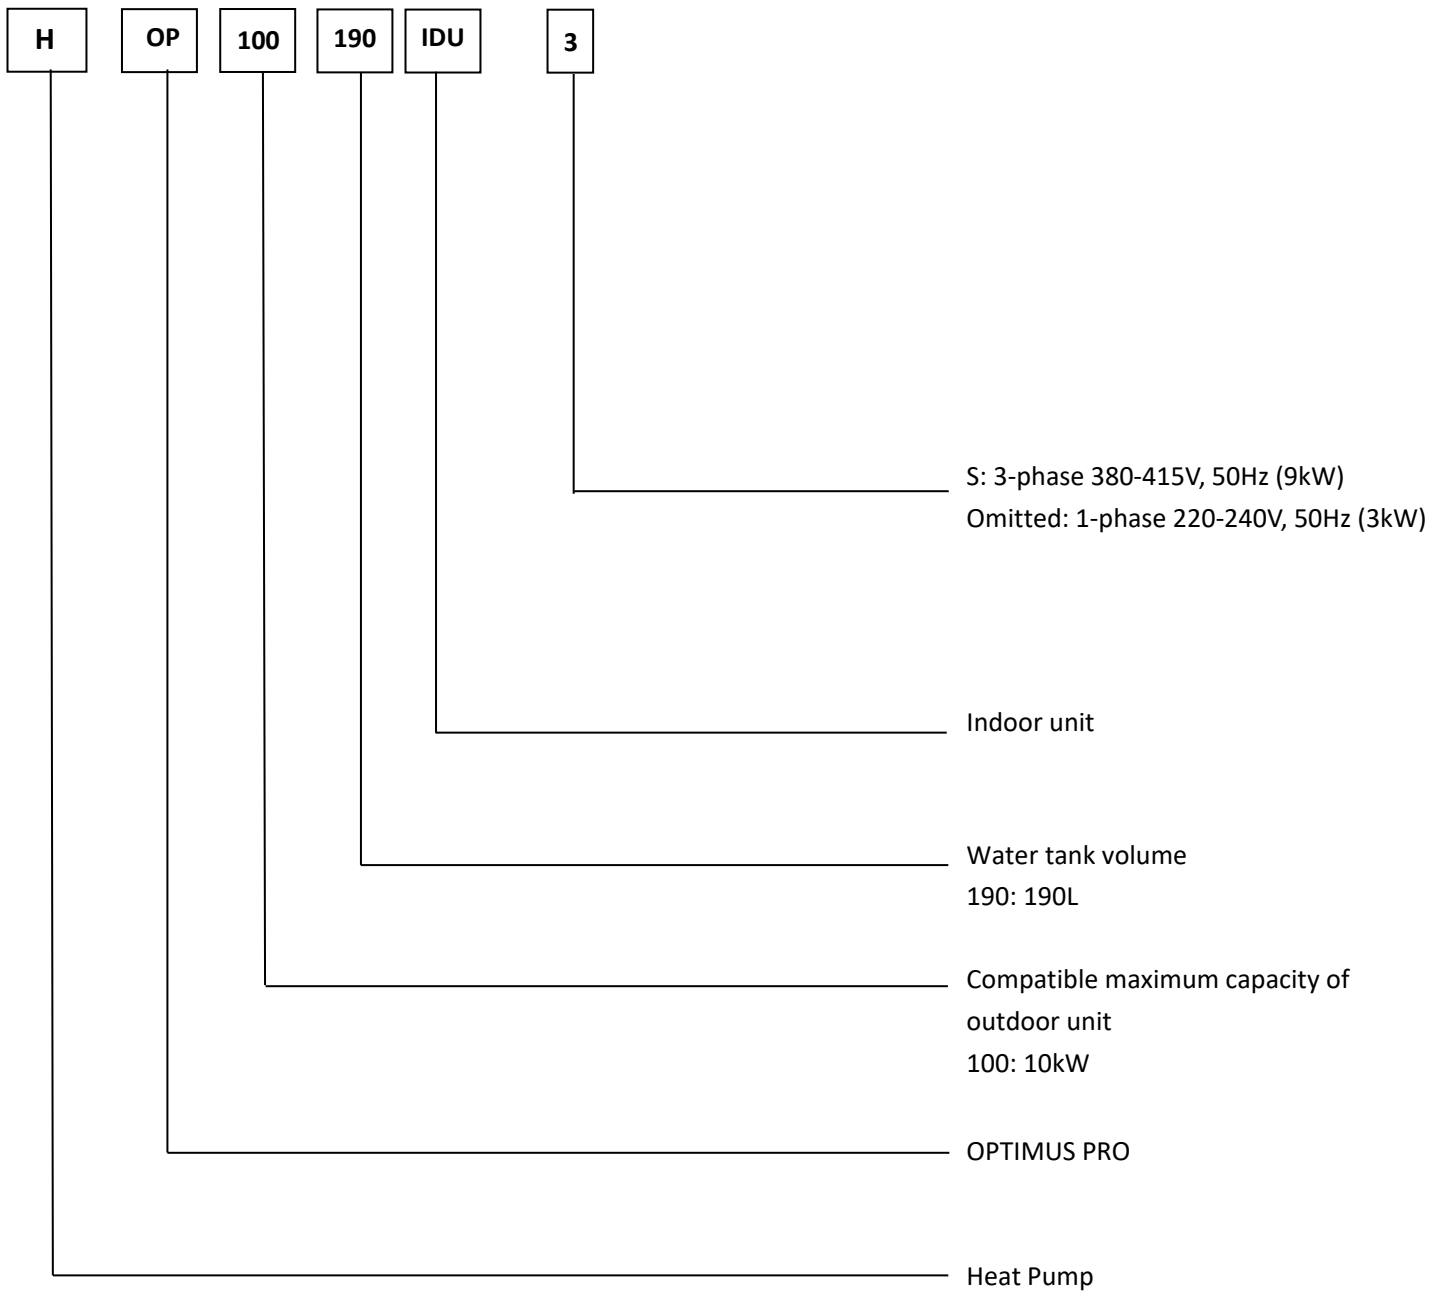 H OP 100 190 IDU 3
S: 3-phase 380-415V, 50Hz (9kW)
Omitted: 1-phase 220-240V, 50Hz (3kW)
Indoor unit
Water tank volume
190: 190L
Compatible maximum capacity of
outdoor unit
100: 10kW
OPTIMUS PRO
Heat Pump